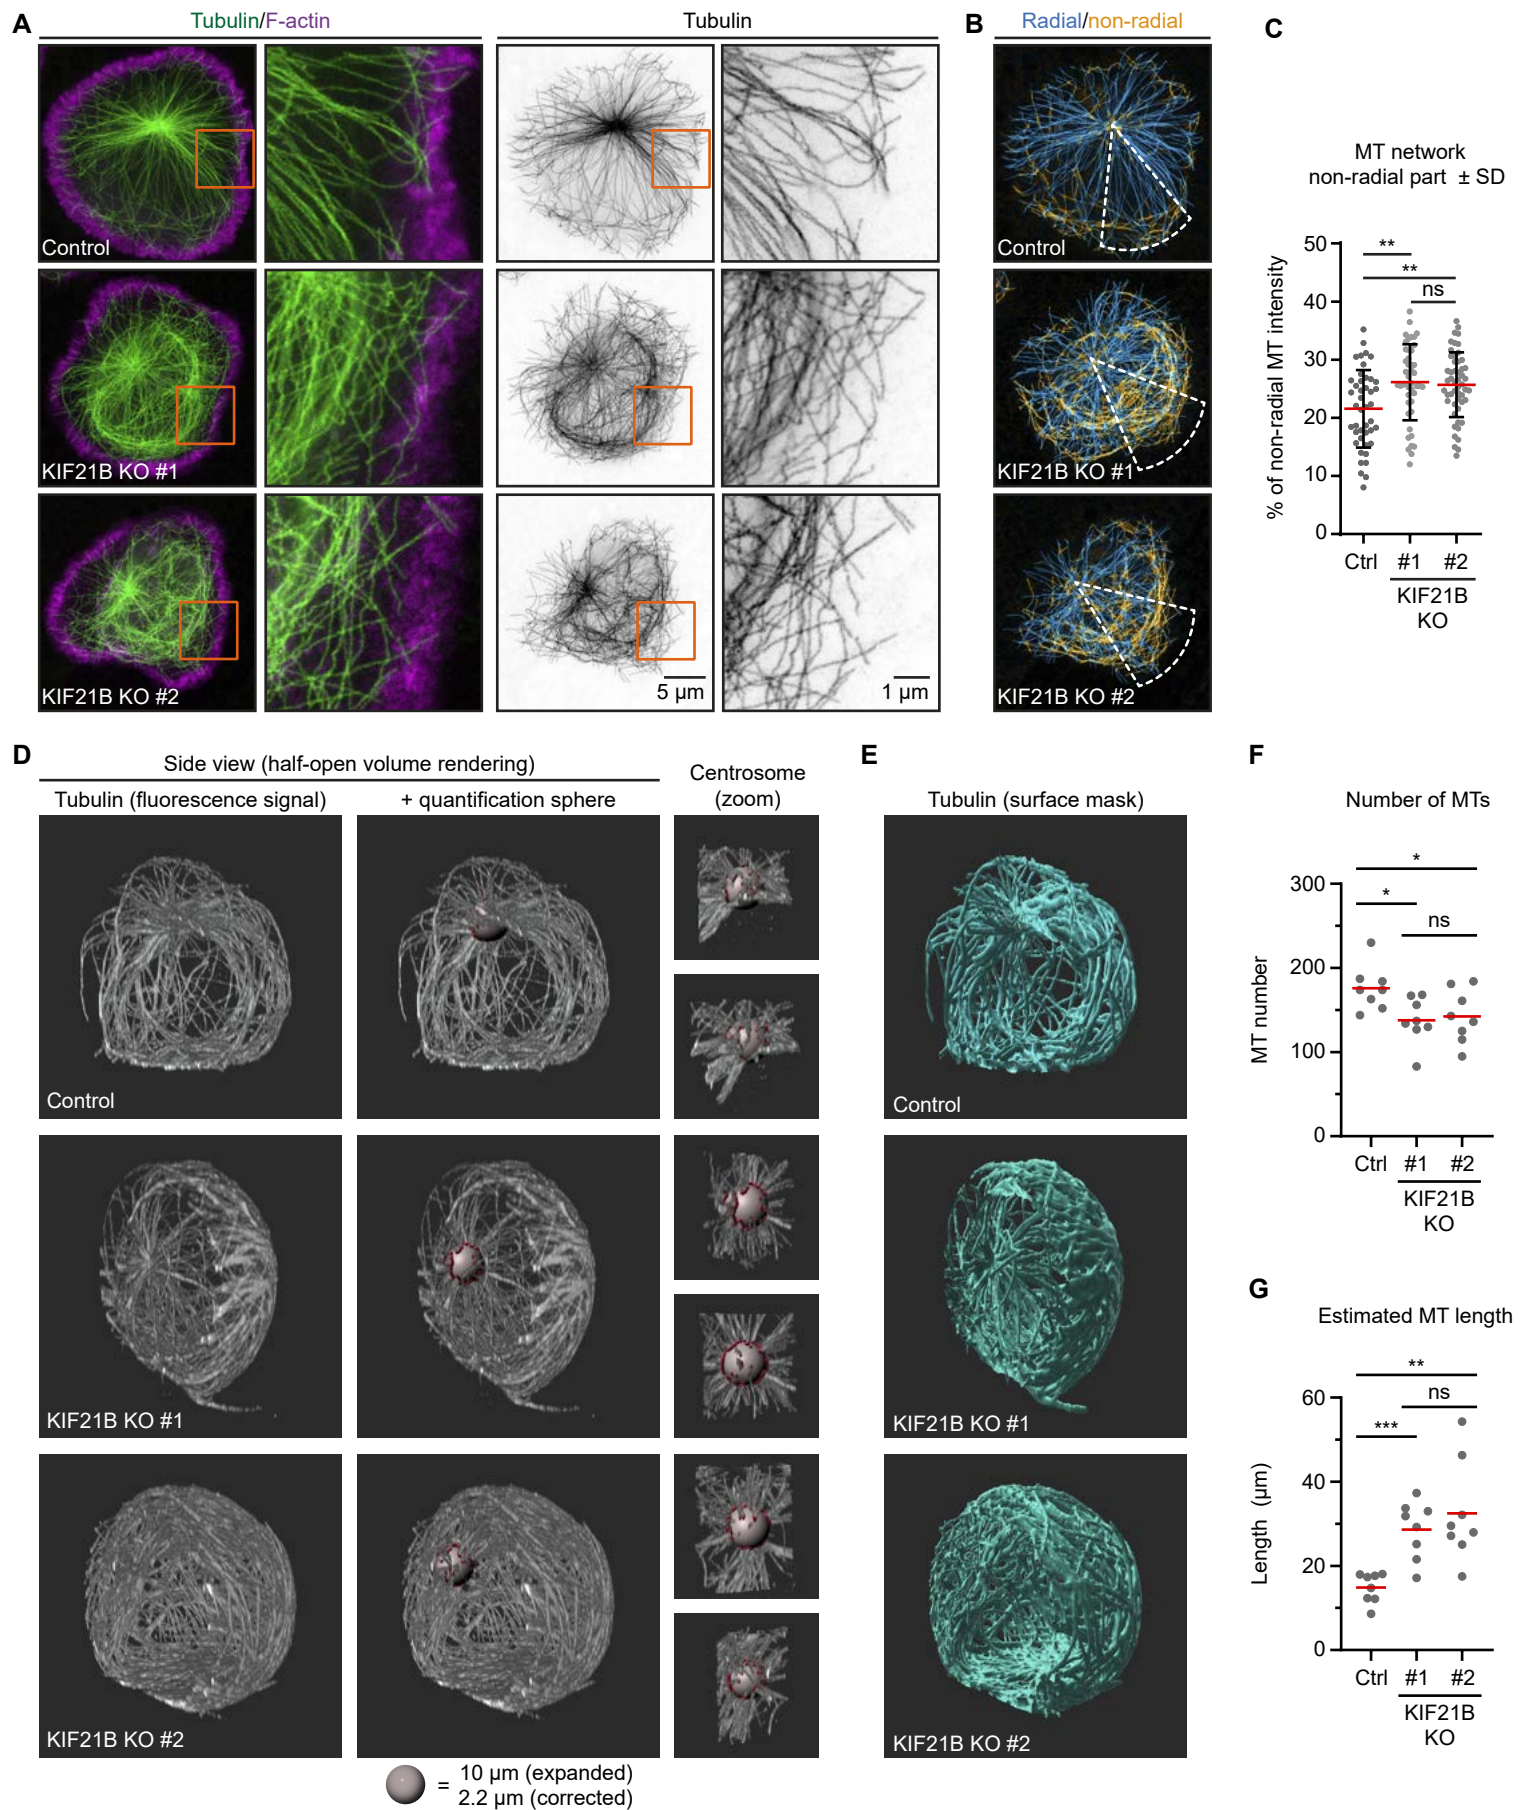 A
Tubulin/F-actin
Tubulin
Control
KIF21B KO #1
KIF21B KO #2
5 µm
1 µm
B
Radial/non-radial
Control
KIF21B KO #1
KIF21B KO #2
C
MT network
non-radial part ± SD
% of non-radial MT intensity
50
40
30
20
10
0
**
**
ns
Ctrl
#1
#2
KIF21B
KO
D
Side view (half-open volume rendering)
Tubulin (fluorescence signal)
+ quantification sphere
Centrosome
(zoom)
Control
KIF21B KO #1
KIF21B KO #2
= 10 µm (expanded)
2.2 µm (corrected)
E
Tubulin (surface mask)
Control
KIF21B KO #1
KIF21B KO #2
F
Number of MTs
MT number
300
200
100
0
*
*
ns
Ctrl
#1
#2
KIF21B
KO
G
Estimated MT length
Length (µm)
60
40
20
0
**
ns
***
Ctrl
#1
#2
KIF21B
KO